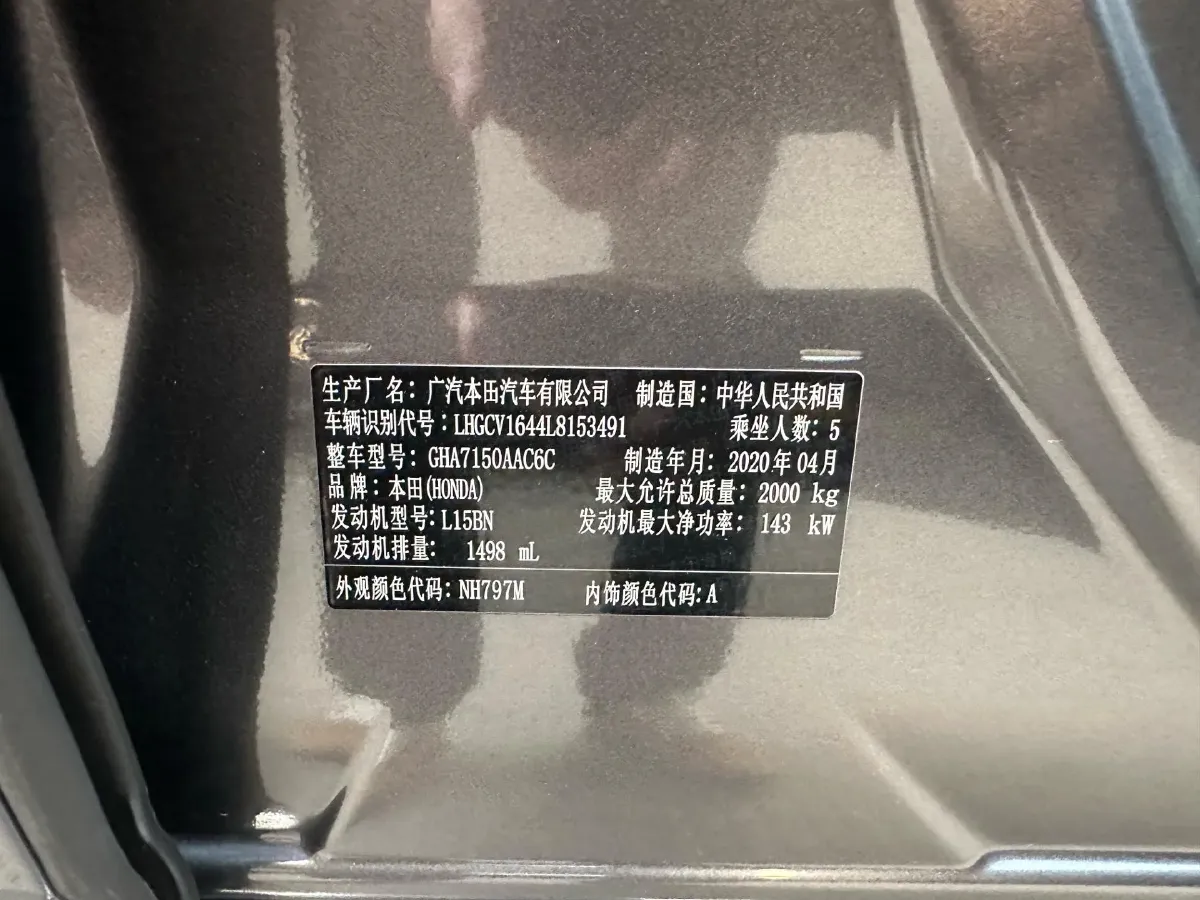 生产厂名：广汽本田汽车有限公司 制造国：中华人民共和国
车辆识别代号：LHGCV1644L8153491 乘坐人数：5
整车型号：GHA7150AAC6C 制造年月：2020年04月
品牌：本田(HONDA) 最大允许总质量：2000 kg
发动机型号：L15BN 发动机最大净功率：143 kW
发动机排量：1498 mL
外观颜色代码：NH797M 内饰颜色代码：A